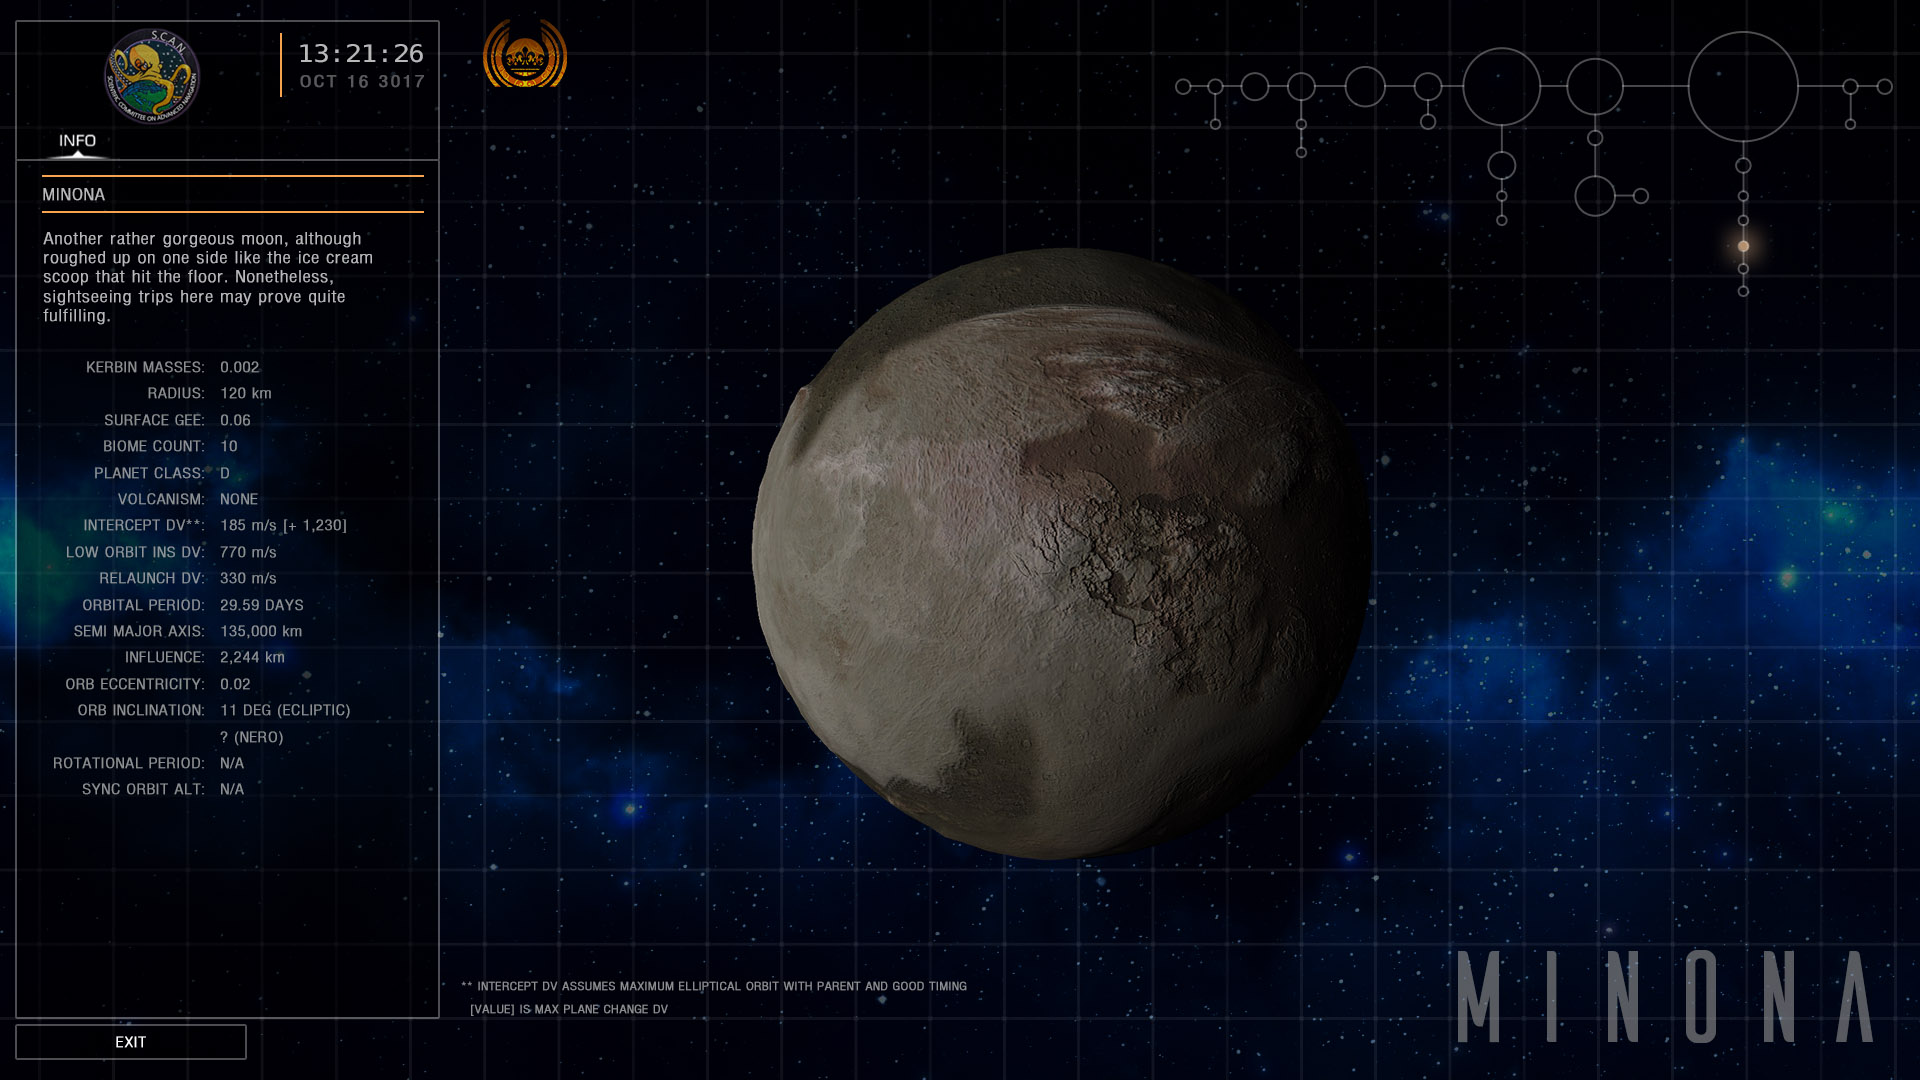 S.C.A.N.
SCIENTIFIC COMMITTEE ON ADVANCED NAVIGATION
13:21:26
OCT 16 3017
INFO
MINONA
Another rather gorgeous moon, although
roughed up on one side like the ice cream
scoop that hit the floor. Nonetheless,
sightseeing trips here may prove quite
fulfilling.
KERBIN MASSES: 0.002
RADIUS: 120 km
SURFACE GEE: 0.06
BIOME COUNT: 10
PLANET CLASS: D
VOLCANISM: NONE
INTERCEPT DV**: 185 m/s [+ 1,230]
LOW ORBIT INS DV: 770 m/s
RELAUNCH DV: 330 m/s
ORBITAL PERIOD: 29.59 DAYS
SEMI MAJOR AXIS: 135,000 km
INFLUENCE: 2,244 km
ORB ECCENTRICITY: 0.02
ORB INCLINATION: 11 DEG (ECLIPTIC)
? (NERO)
ROTATIONAL PERIOD: N/A
SYNC ORBIT ALT: N/A
** INTERCEPT DV ASSUMES MAXIMUM ELLIPTICAL ORBIT WITH PARENT AND GOOD TIMING
[VALUE] IS MAX PLANE CHANGE DV
MINONA
EXIT